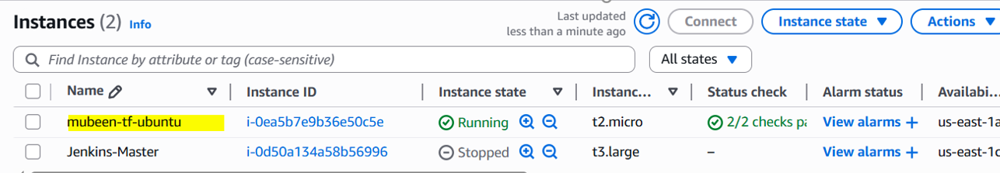 Instances (2) Info
Last updated
less than a minute ago
Connect
Instance state
Actions
Find Instance by attribute or tag (case-sensitive)
All states
Name Instance ID Instance state Instanc... Status check Alarm status Availabi...
mubeen-tf-ubuntu i-0ea5b7e9b36e50c5e Running t2.micro 2/2 checks pa View alarms + us-east-1a
Jenkins-Master i-0d50a134a58b56996 Stopped t3.large – View alarms + us-east-1c